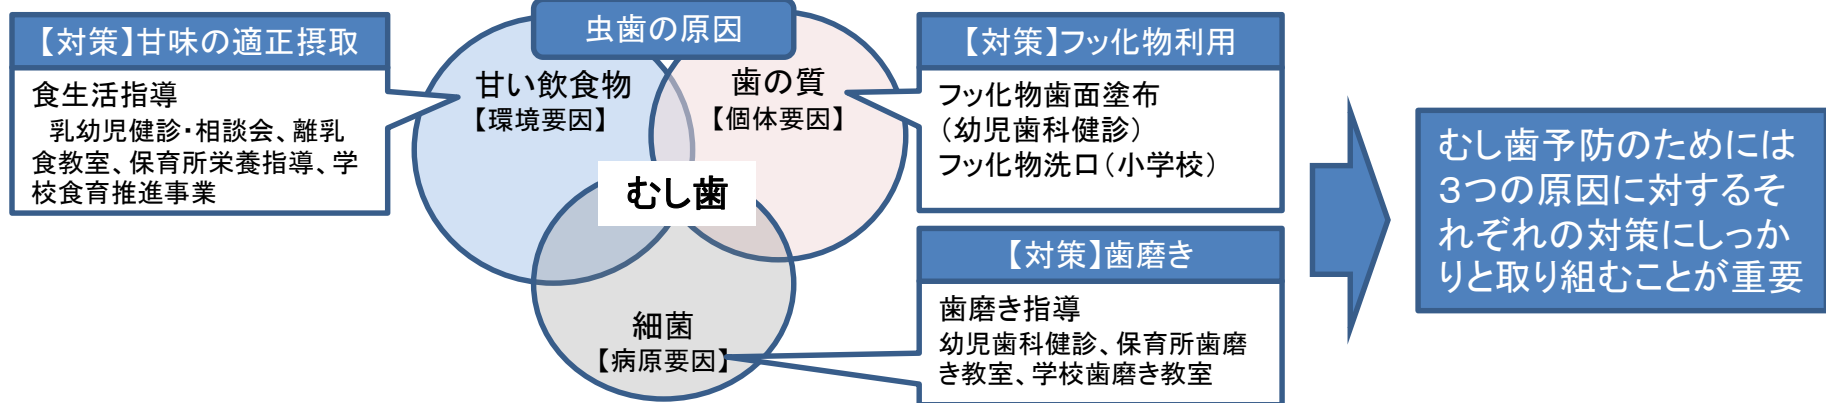 虫歯の原因
【対策】甘味の適正摂取
食生活指導
乳幼児健診・相談会、離乳
食教室、保育所栄養指導、学
校食育推進事業
甘い飲食物
【環境要因】
歯の質
【個体要因】
むし歯
細菌
【病原要因】
【対策】フッ化物利用
フッ化物歯面塗布
（幼児歯科健診）
フッ化物洗口（小学校）
【対策】歯磨き
歯磨き指導
幼児歯科健診、保育所歯磨
き教室、学校歯磨き教室
むし歯予防のためには
３つの原因に対するそ
れぞれの対策にしっか
りと取り組むことが重要